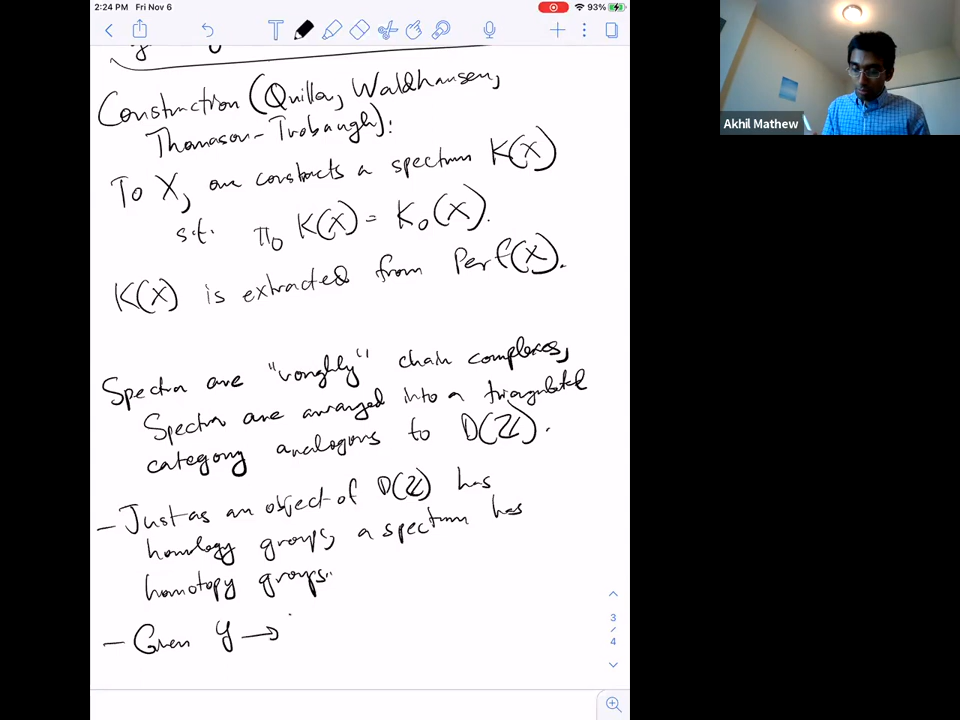 2:24 PM Fri Nov 6
93%
Construction (Quillen, Waldhausen,
Thomason-Trobaugh):
To X, one constructs a spectrum K(X)
s.t. π₀ K(X) = K₀(X).
K(X) is extracted from Perf(X).
Spectra are "roughly" chain complexes,
Spectra are arranged into a triangulated
category analogous to D(ℤ).
- Just as an object of D(ℤ) has
homology groups, a spectrum has
homotopy groups.
- Given Y →
3
/
4
Akhil Mathew